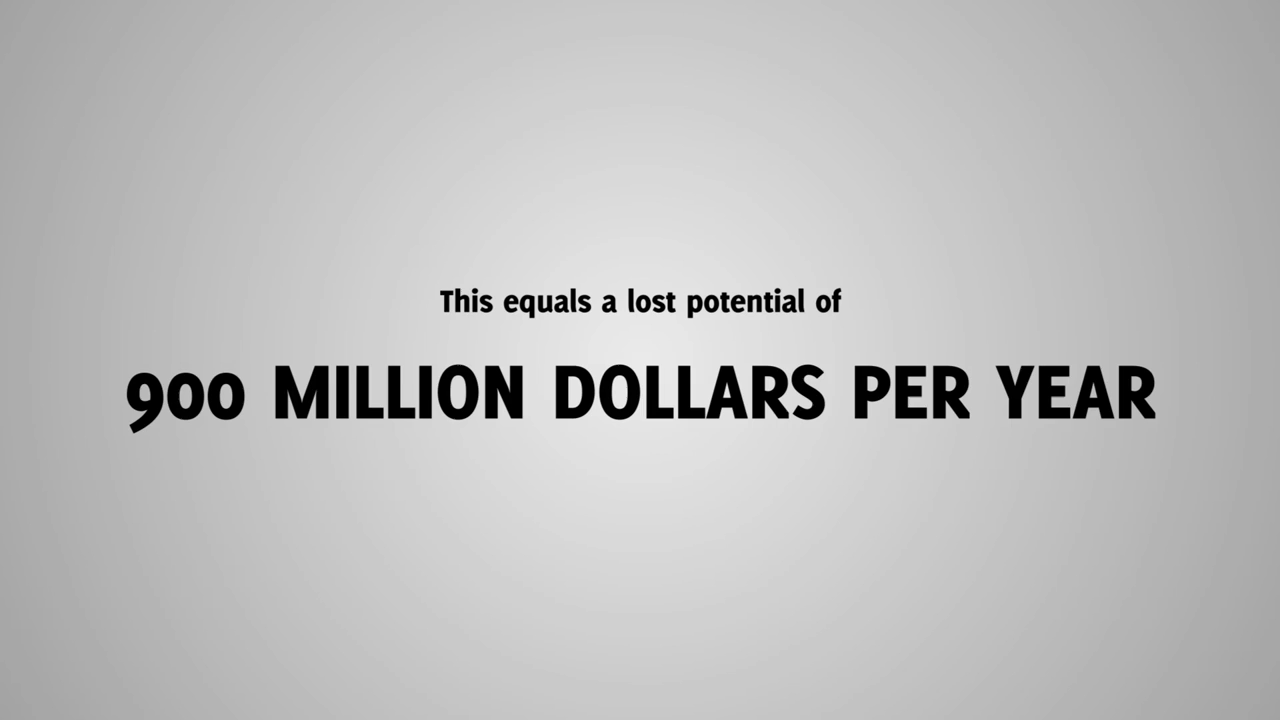 This equals a lost potential of
900 MILLION DOLLARS PER YEAR